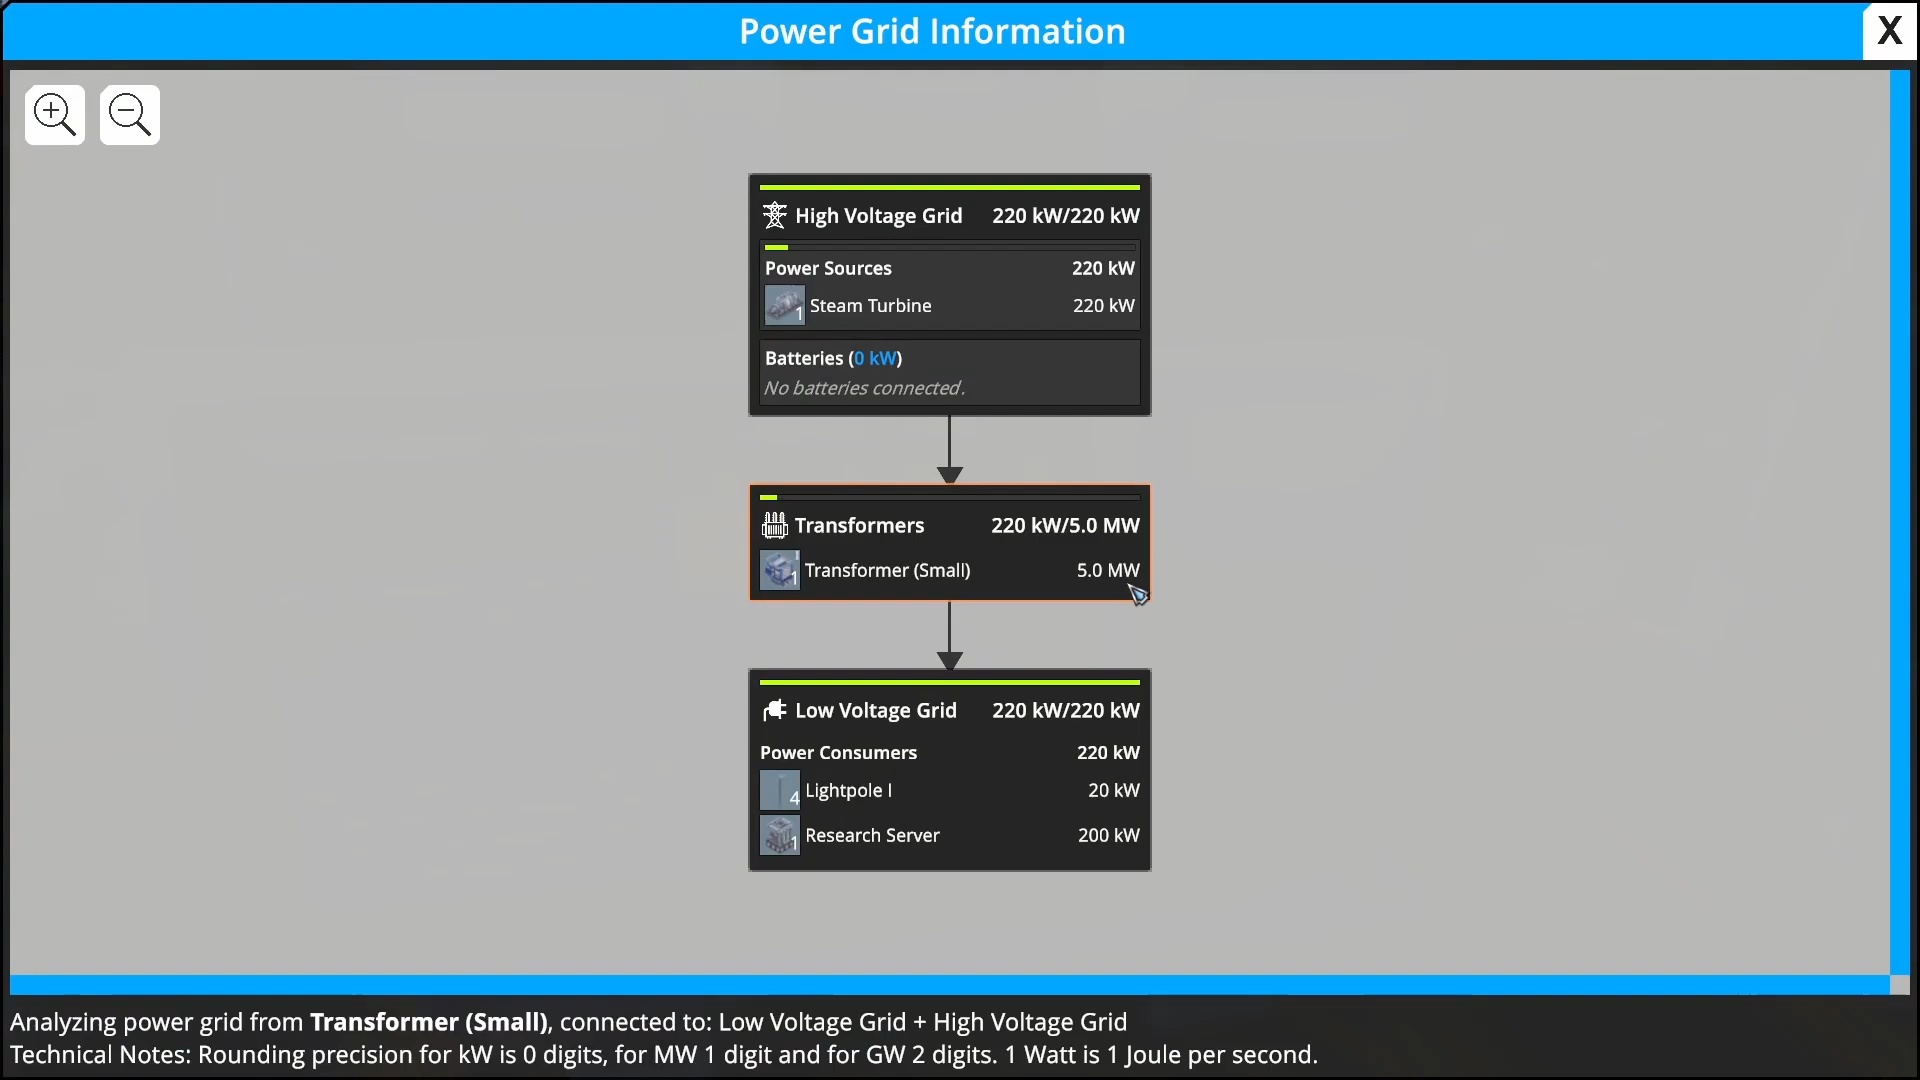 Power Grid Information
X
High Voltage Grid 220 kW/220 kW
Power Sources 220 kW
1 Steam Turbine 220 kW
Batteries (0 kW)
No batteries connected.
Transformers 220 kW/5.0 MW
1 Transformer (Small) 5.0 MW
Low Voltage Grid 220 kW/220 kW
Power Consumers 220 kW
4 Lightpole I 20 kW
1 Research Server 200 kW
Analyzing power grid from Transformer (Small), connected to: Low Voltage Grid + High Voltage Grid
Technical Notes: Rounding precision for kW is 0 digits, for MW 1 digit and for GW 2 digits. 1 Watt is 1 Joule per second.